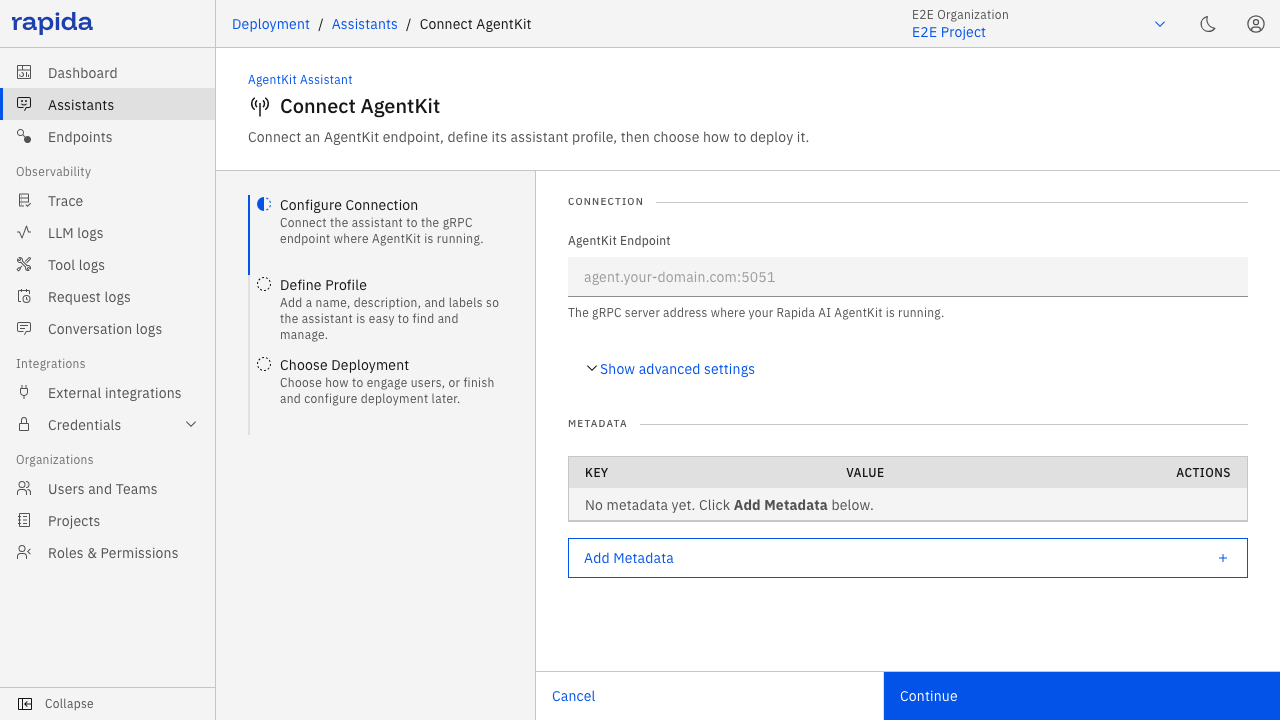 rapida
Deployment / Assistants / Connect AgentKit
E2E Organization
E2E Project
Dashboard
Assistants
Endpoints
Observability
Trace
LLM logs
Tool logs
Request logs
Conversation logs
Integrations
External integrations
Credentials
Organizations
Users and Teams
Projects
Roles & Permissions
Collapse
AgentKit Assistant
Connect AgentKit
Connect an AgentKit endpoint, define its assistant profile, then choose how to deploy it.
Configure Connection
Connect the assistant to the gRPC
endpoint where AgentKit is running.
Define Profile
Add a name, description, and labels so
the assistant is easy to find and
manage.
Choose Deployment
Choose how to engage users, or finish
and configure deployment later.
CONNECTION
AgentKit Endpoint
agent.your-domain.com:5051
The gRPC server address where your Rapida AI AgentKit is running.
Show advanced settings
METADATA
KEY VALUE ACTIONS
No metadata yet. Click Add Metadata below.
Add Metadata +
Cancel
Continue